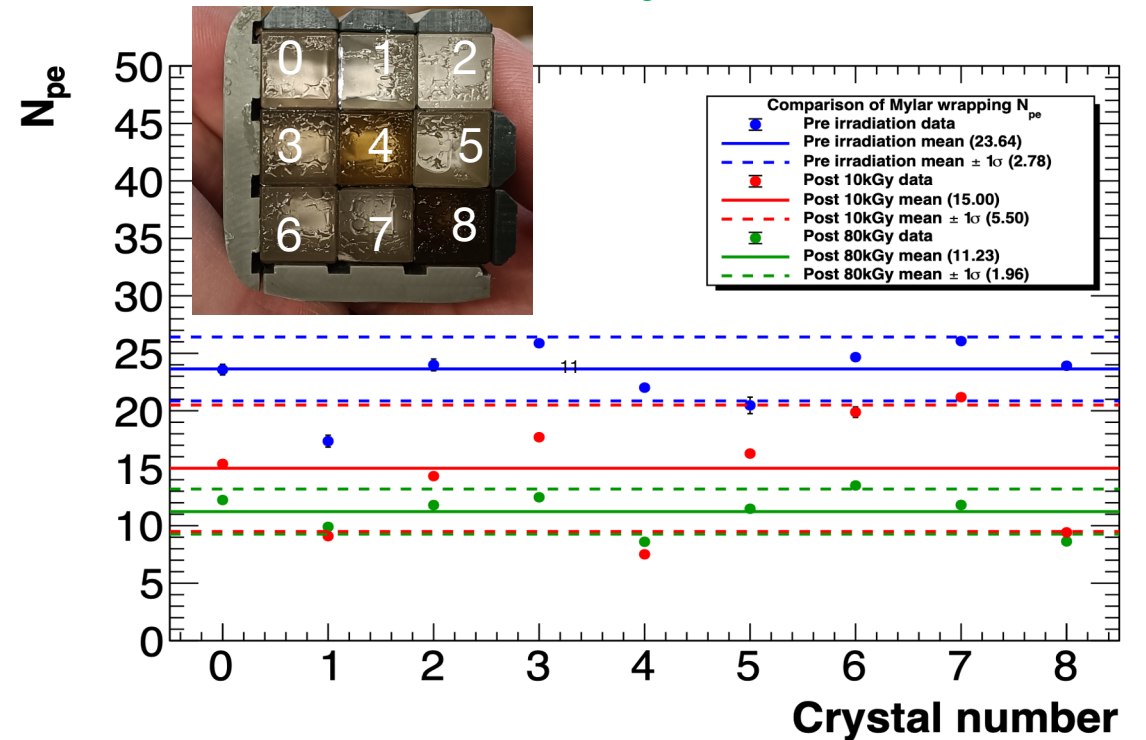 0 1 2
3 4 5
6 7 8
N_pe
50
45
40
35
30
25
20
15
10
5
0
Comparison of Mylar wrapping N_pe
Pre irradiation data
Pre irradiation mean (23.64)
Pre irradiation mean ± 1σ (2.78)
Post 10kGy data
Post 10kGy mean (15.00)
Post 10kGy mean ± 1σ (5.50)
Post 80kGy data
Post 80kGy mean (11.23)
Post 80kGy mean ± 1σ (1.96)
11
0 1 2 3 4 5 6 7 8
Crystal number